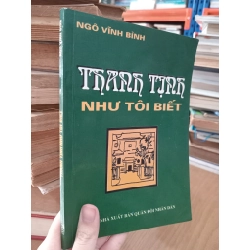 NGÔ VĨNH BÌNH
THANH TỊNH
NHƯ TÔI BIẾT
NHÀ XUẤT BẢN QUÂN ĐỘI NHÂN DÂN